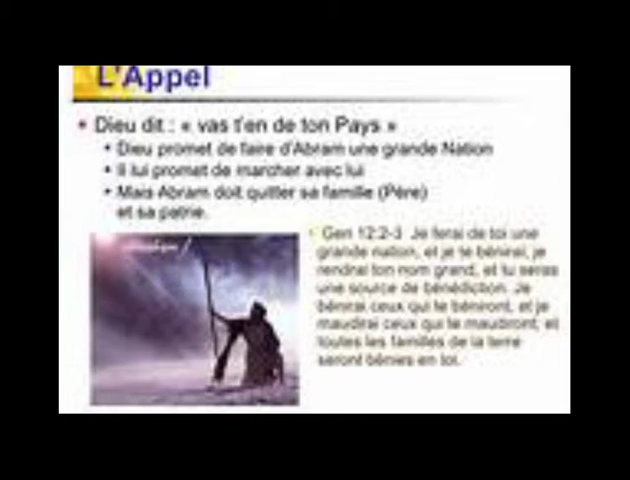 L'Appel
Dieu dit : « vas t'en de ton Pays »
Dieu promet de faire d'Abram une grande Nation
Il lui promet de marcher avec lui
Mais Abram doit quitter sa famille (Père)
et sa patrie.
Gen 12:2-3 Je ferai de toi une
grande nation, et je te bénirai, je
rendrai ton nom grand, et tu seras
une source de bénédiction. Je
bénirai ceux qui te béniront, et je
maudirai ceux qui te maudiront, et
toutes les familles de la terre
seront bénies en toi.